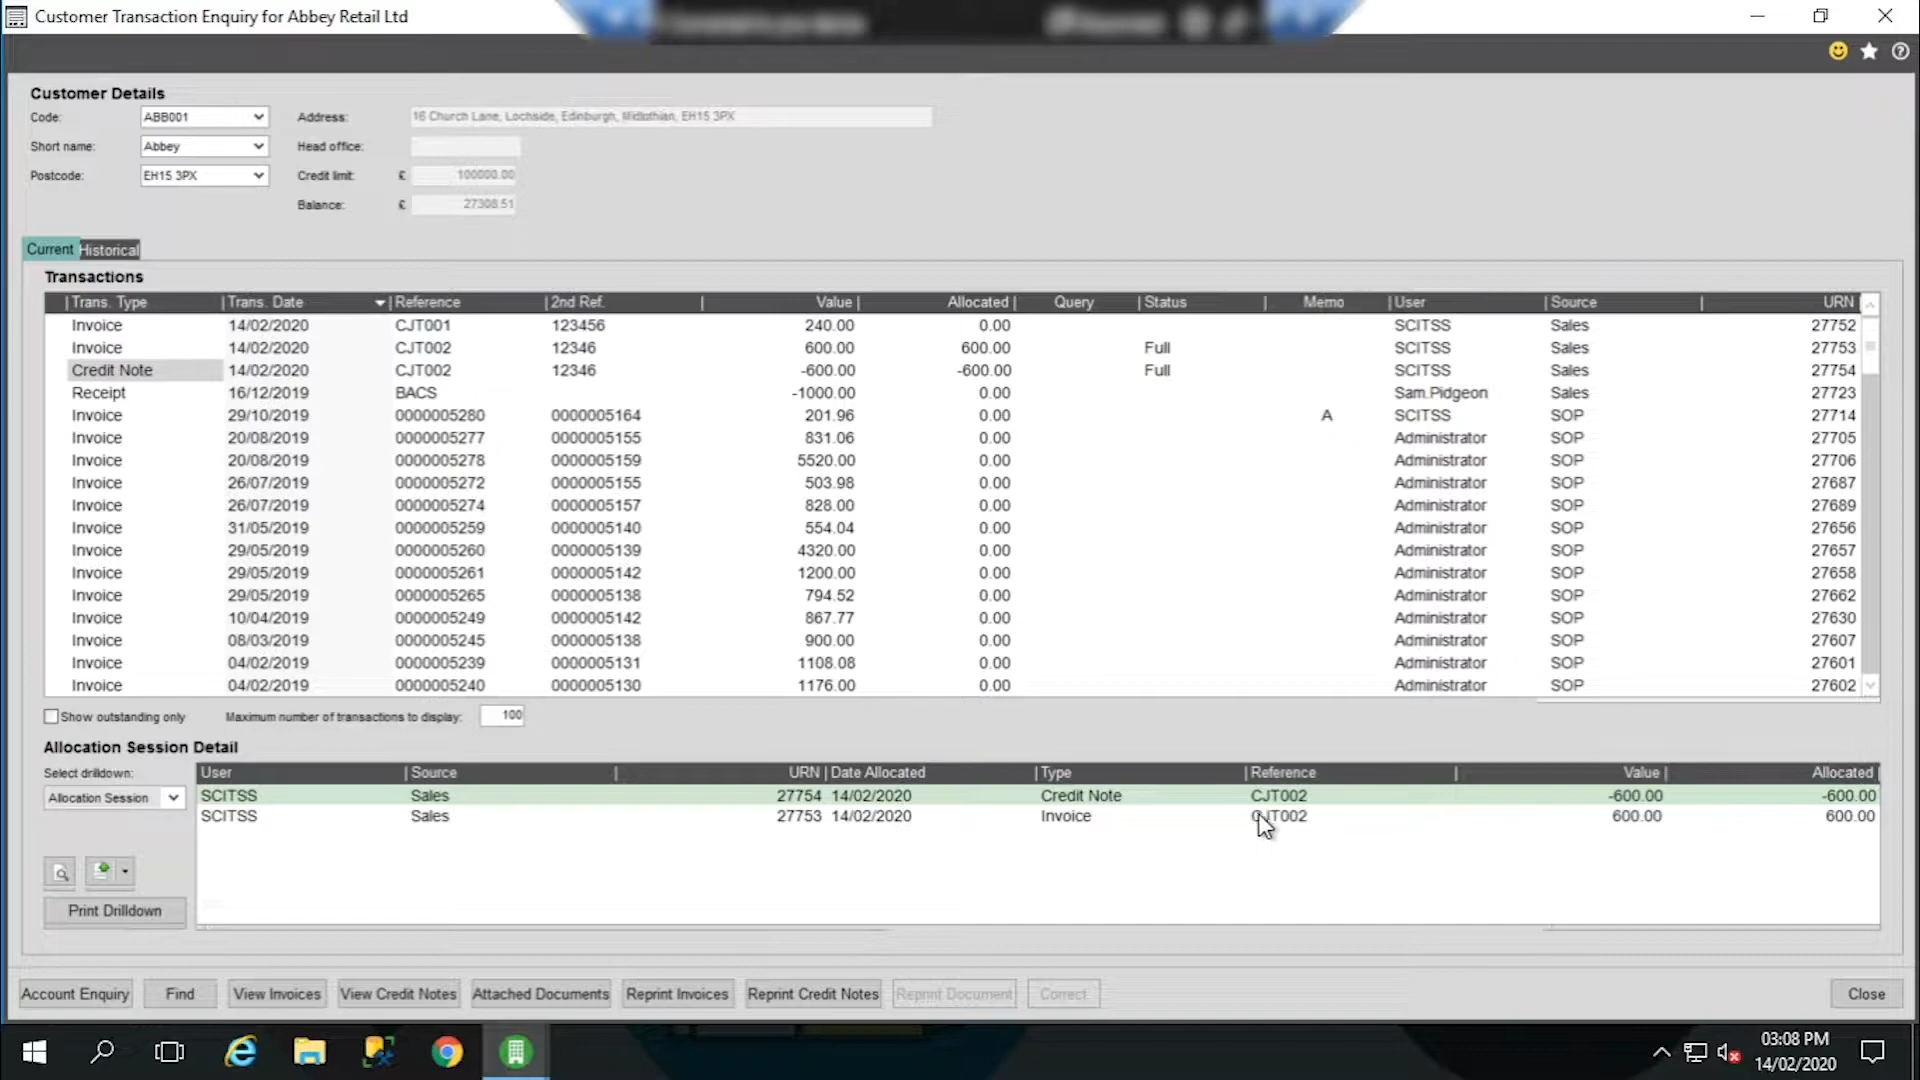 Customer Transaction Enquiry for Abbey Retail Ltd
Customer Details
Code: ABB001 Address: 16 Church Lane, Lochside, Edinburgh, Midlothian, EH15 3PX
Short name: Abbey Head office:
Postcode: EH15 3PX Credit limit: £ 100000.00
Balance: £ 27308.51
Current Historical
Transactions
Trans. Type Trans. Date Reference 2nd Ref. Value Allocated Query Status Memo User Source URN
Invoice 14/02/2020 CJT001 123456 240.00 0.00 SCITSS Sales 27752
Invoice 14/02/2020 CJT002 12346 600.00 600.00 Full SCITSS Sales 27753
Credit Note 14/02/2020 CJT002 12346 -600.00 -600.00 Full SCITSS Sales 27754
Receipt 16/12/2019 BACS -1000.00 0.00 Sam.Pidgeon Sales 27723
Invoice 29/10/2019 0000005280 0000005164 201.96 0.00 A SCITSS SOP 27714
Invoice 20/08/2019 0000005277 0000005155 831.06 0.00 Administrator SOP 27705
Invoice 20/08/2019 0000005278 0000005159 5520.00 0.00 Administrator SOP 27706
Invoice 26/07/2019 0000005272 0000005155 503.98 0.00 Administrator SOP 27687
Invoice 26/07/2019 0000005274 0000005157 828.00 0.00 Administrator SOP 27689
Invoice 31/05/2019 0000005259 0000005140 554.04 0.00 Administrator SOP 27656
Invoice 29/05/2019 0000005260 0000005139 4320.00 0.00 Administrator SOP 27657
Invoice 29/05/2019 0000005261 0000005142 1200.00 0.00 Administrator SOP 27658
Invoice 29/05/2019 0000005265 0000005138 794.52 0.00 Administrator SOP 27662
Invoice 10/04/2019 0000005249 0000005142 867.77 0.00 Administrator SOP 27630
Invoice 08/03/2019 0000005245 0000005138 900.00 0.00 Administrator SOP 27607
Invoice 04/02/2019 0000005239 0000005131 1108.08 0.00 Administrator SOP 27601
Invoice 04/02/2019 0000005240 0000005130 1176.00 0.00 Administrator SOP 27602
Show outstanding only Maximum number of transactions to display: 100
Allocation Session Detail
Select drilldown: User Source URN Date Allocated Type Reference Value Allocated
Allocation Session SCITSS Sales 27754 14/02/2020 Credit Note CJT002 -600.00 -600.00
SCITSS Sales 27753 14/02/2020 Invoice CJT002 600.00 600.00
Print Drilldown
Account Enquiry Find View Invoices View Credit Notes Attached Documents Reprint Invoices Reprint Credit Notes Reprint Document Correct Close
03:08 PM
14/02/2020